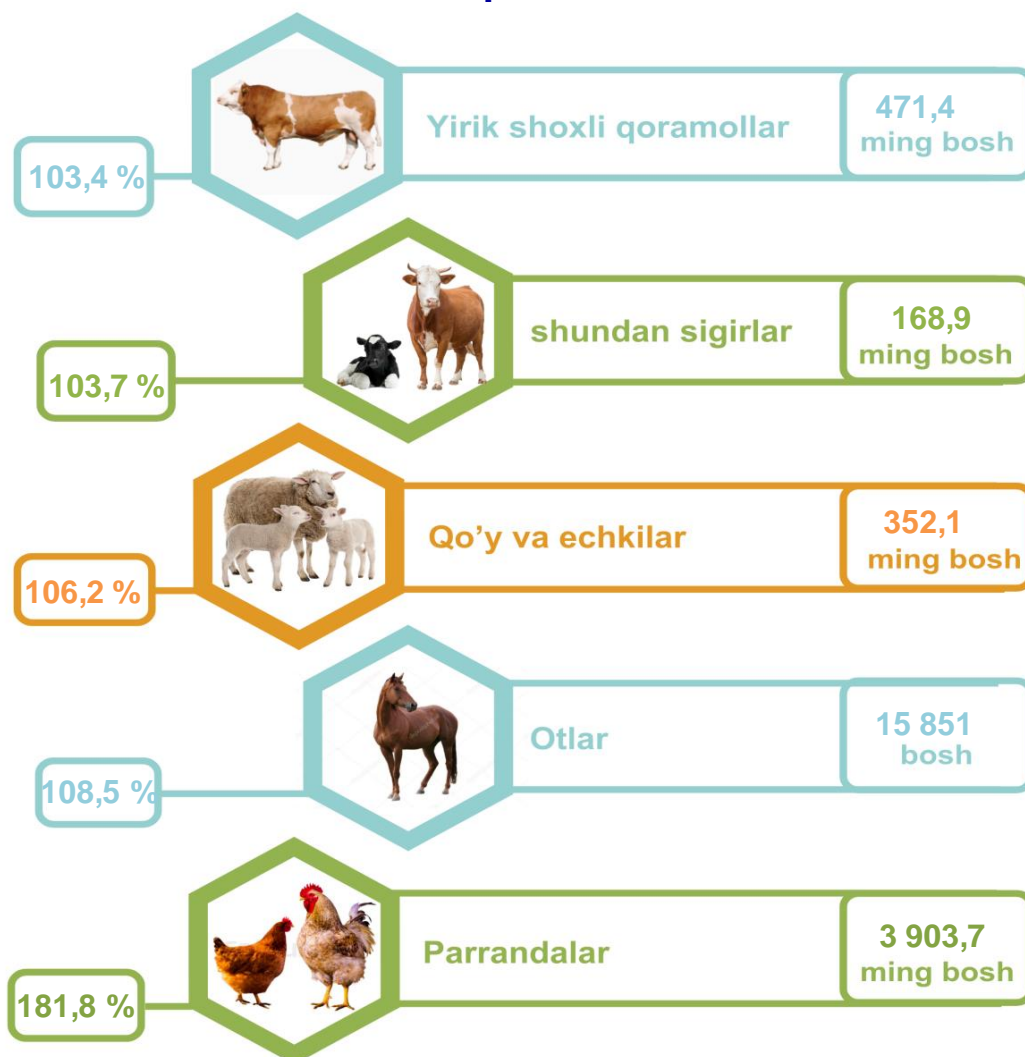 Yirik shoxli qoramollar
471,4
ming bosh
103,4 %
shundan sigirlar
168,9
ming bosh
103,7 %
Qo’y va echkilar
352,1
ming bosh
106,2 %
Otlar
15 851
bosh
108,5 %
Parrandalar
3 903,7
ming bosh
181,8 %